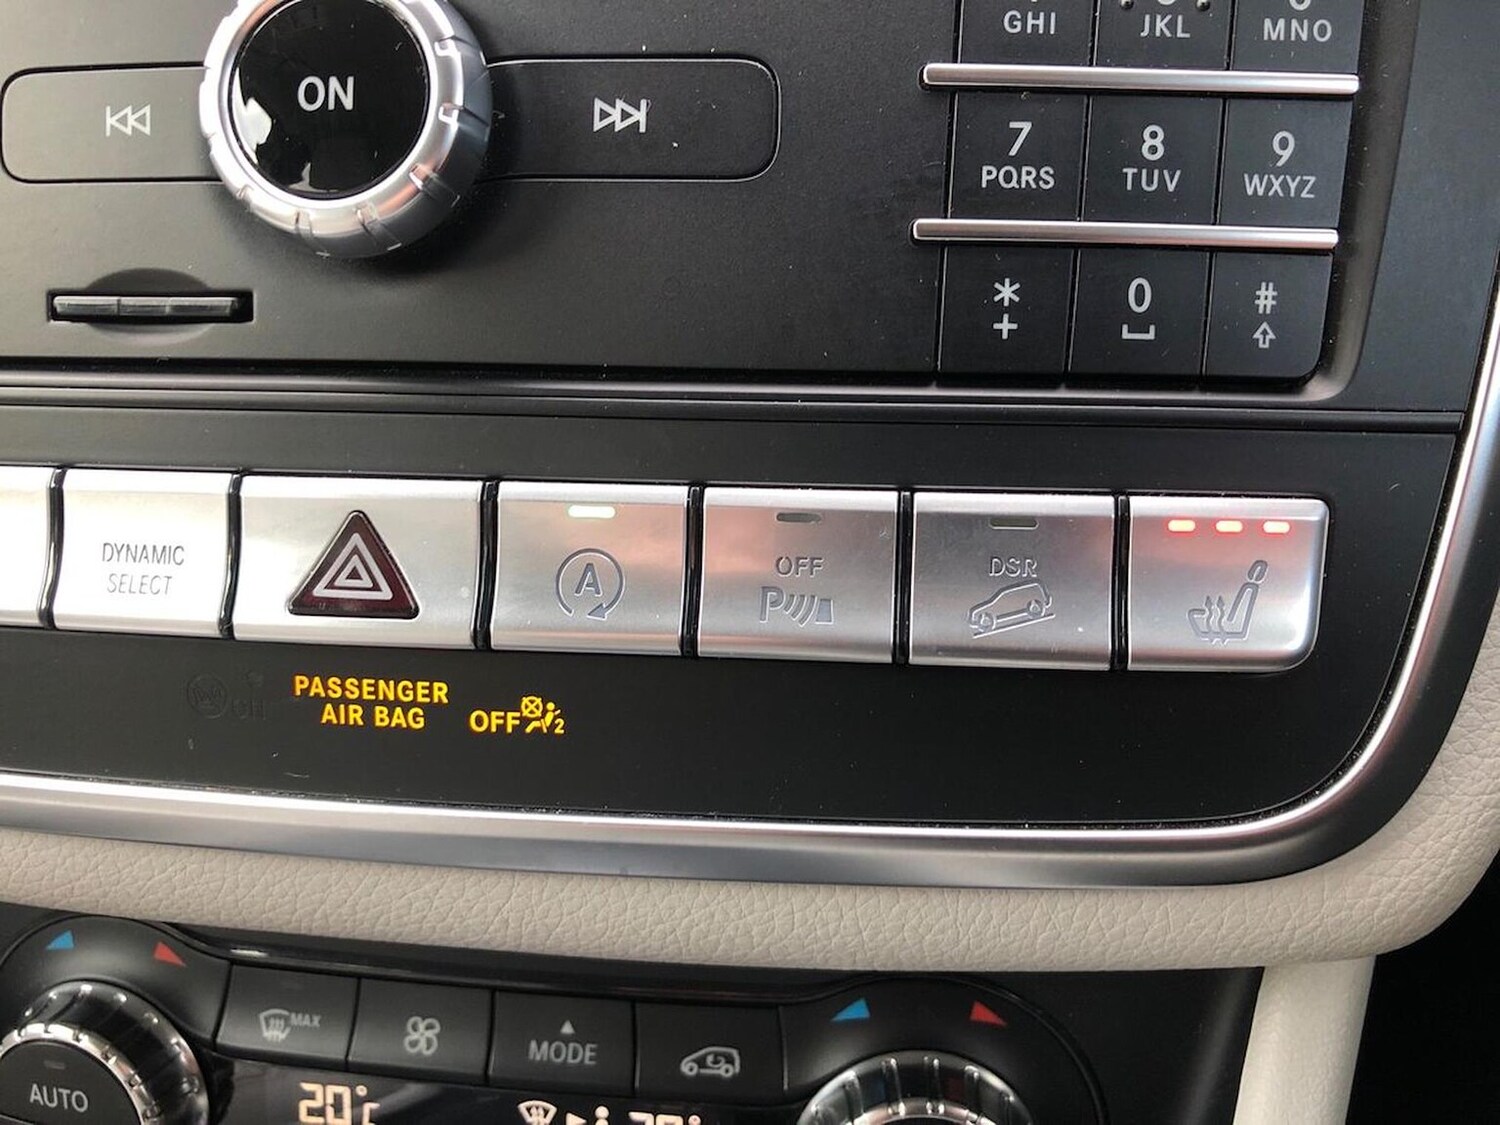 GHI JKL MNO
ON
7 8 9
PQRS TUV WXYZ
* 0 #
+
DYNAMIC
SELECT
A
OFF
P
DSR
PASSENGER
AIR BAG
OFF 2
MAX
MODE
AUTO
20°C